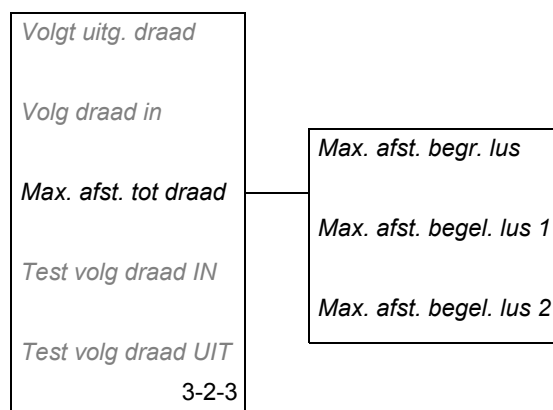 Volgt uitg. draad
Volg draad in
Max. afst. tot draad
Test volg draad IN
Test volg draad UIT
3-2-3
Max. afst. begr. lus
Max. afst. begel. lus 1
Max. afst. begel. lus 2